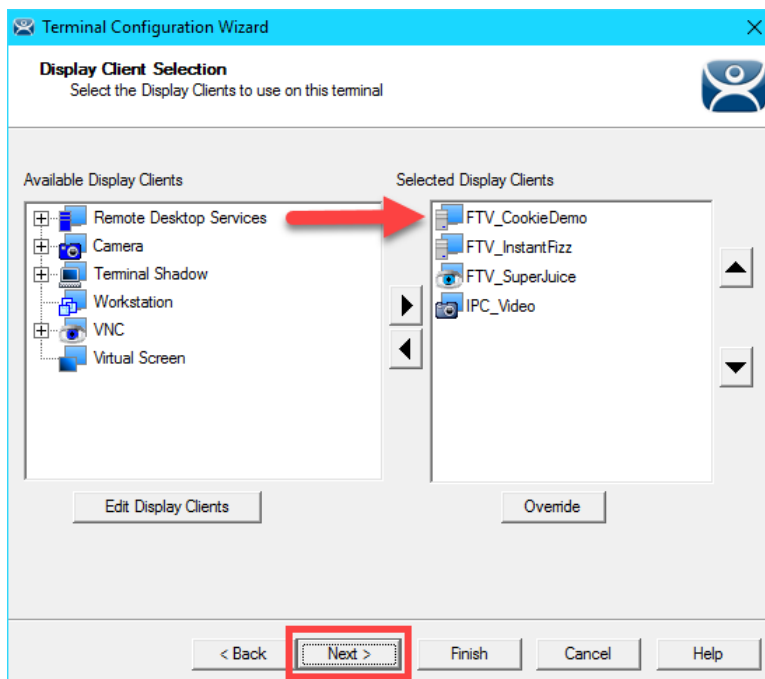 Terminal Configuration Wizard
Display Client Selection
Select the Display Clients to use on this terminal
Available Display Clients
Remote Desktop Services
Camera
Terminal Shadow
Workstation
VNC
Virtual Screen
Selected Display Clients
FTV_CookieDemo
FTV_InstantFizz
FTV_SuperJuice
IPC_Video
Edit Display Clients
Override
< Back
Next >
Finish
Cancel
Help